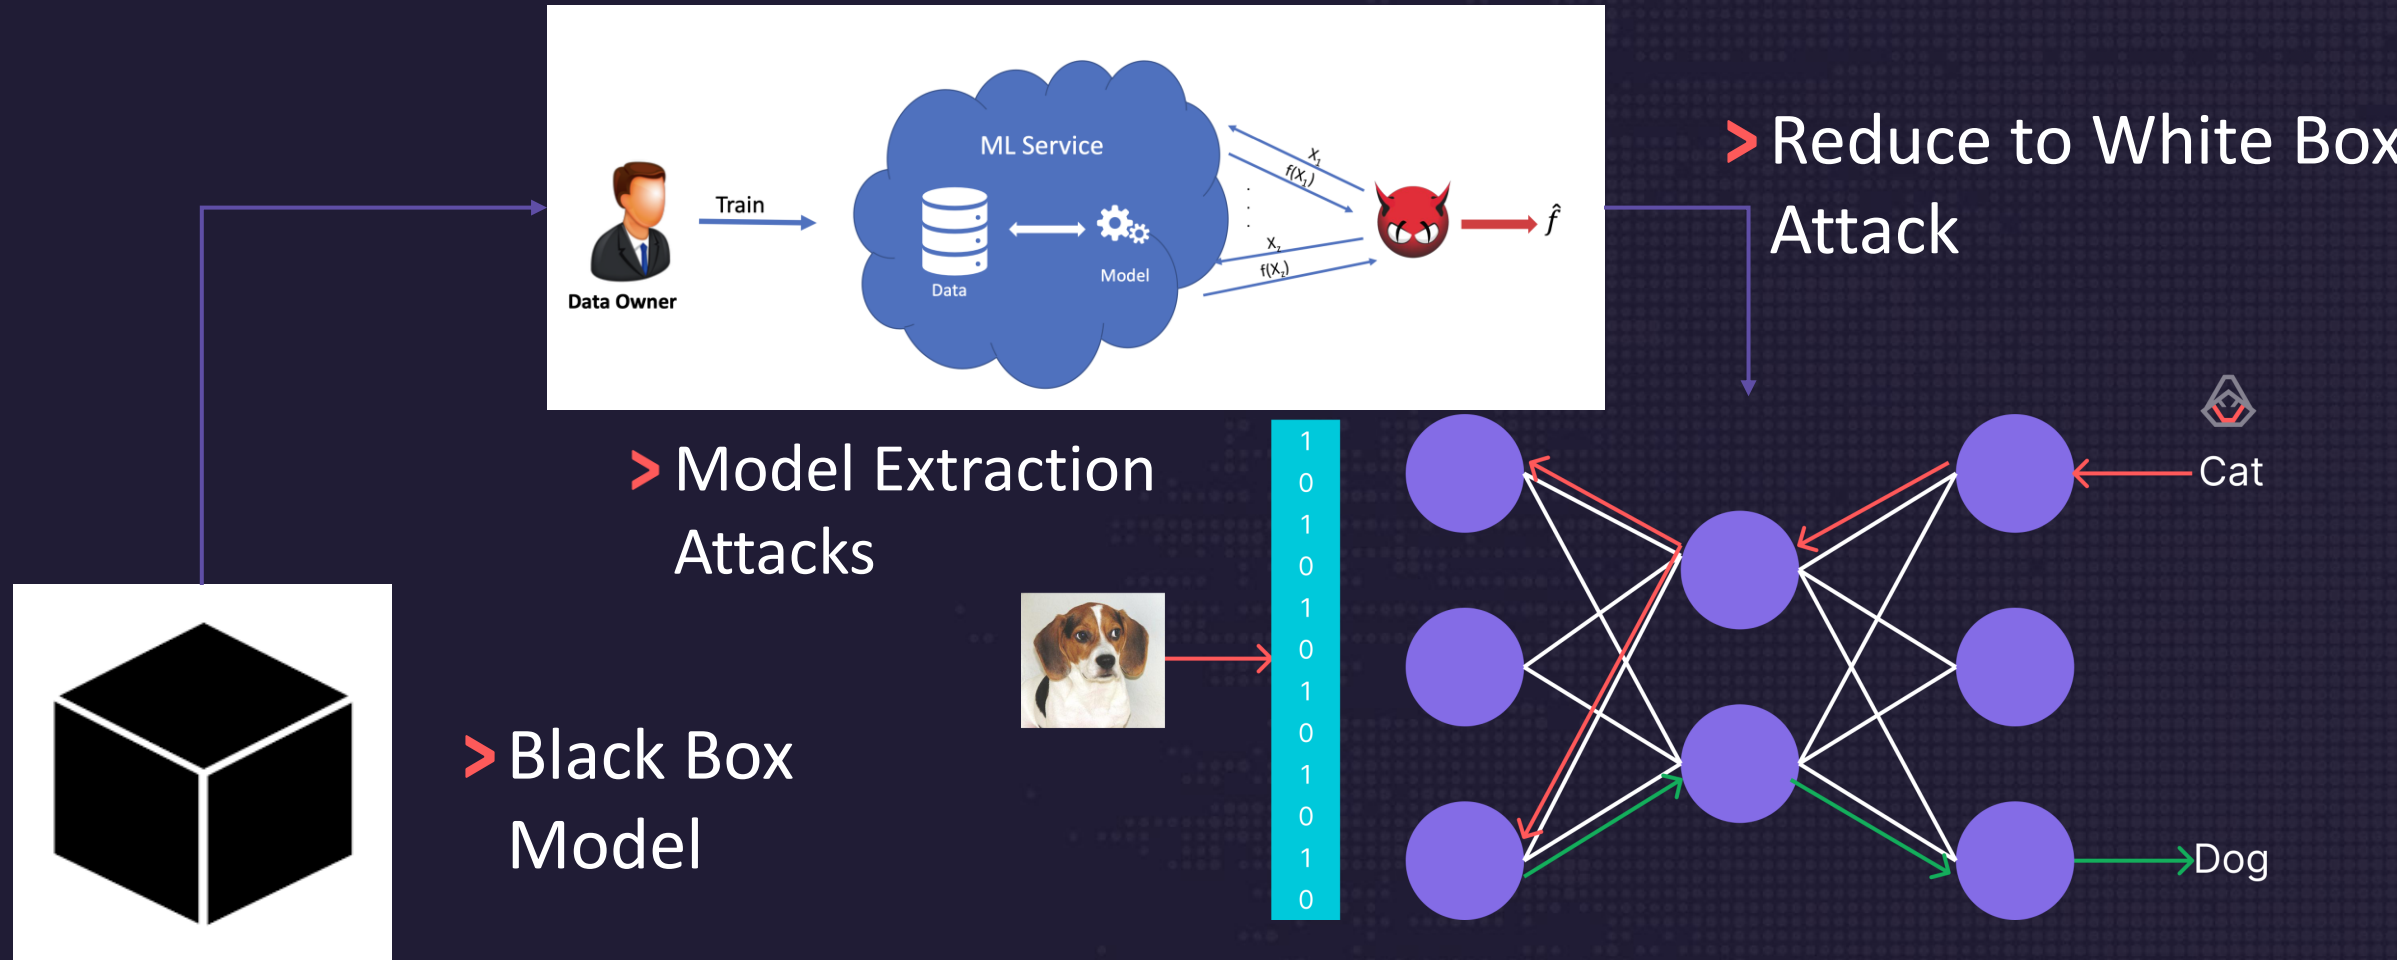 ML Service
Train
Data Owner
Data
Model
X₁
f(X₁)
X₂
f(X₂)
f̂
> Reduce to White Box
Attack
> Model Extraction
Attacks
> Black Box
Model
1
0
1
0
1
0
1
0
1
0
1
0
Cat
Dog